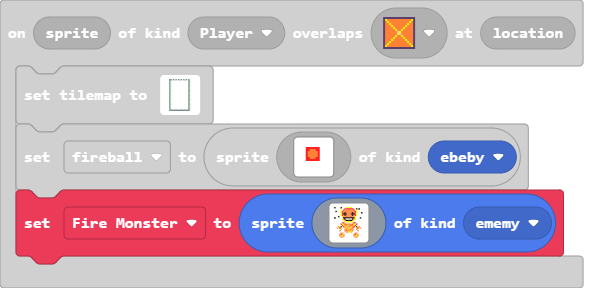 on sprite of kind Player overlaps at location
set tilemap to
set fireball to sprite of kind ebeby
set Fire Monster to sprite of kind ememy